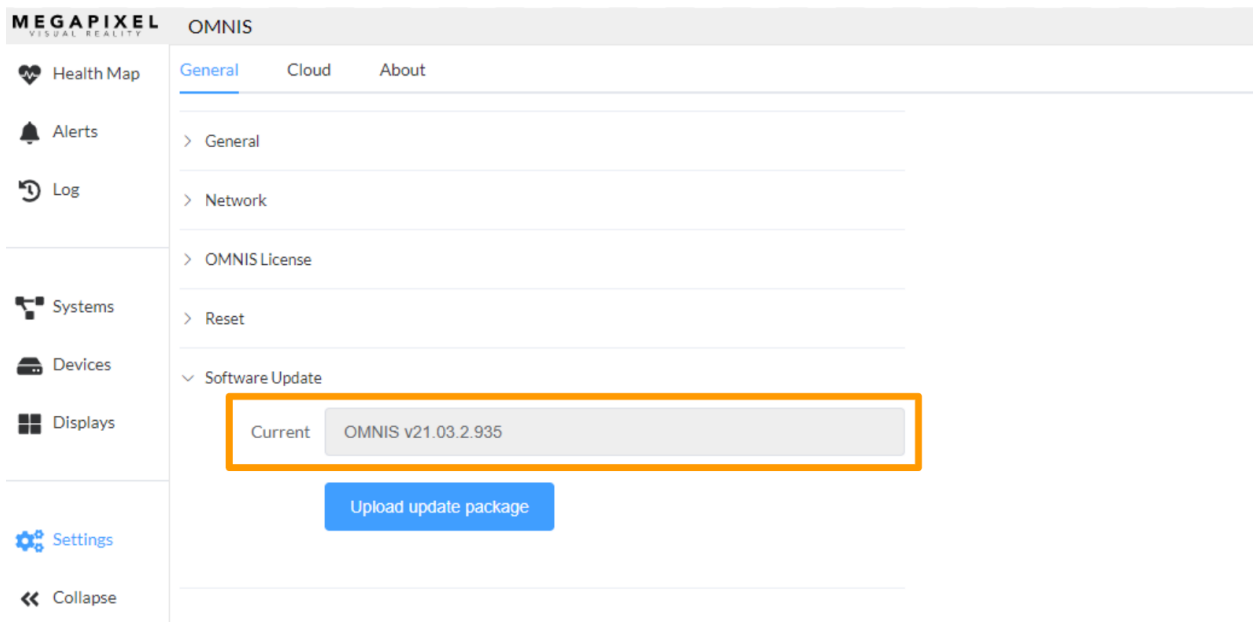 MEGAPIXEL
VISUAL REALITY
OMNIS
Health Map
Alerts
Log
Systems
Devices
Displays
Settings
Collapse
General
Cloud
About
General
Network
OMNIS License
Reset
Software Update
Current
OMNIS v21.03.2.935
Upload update package